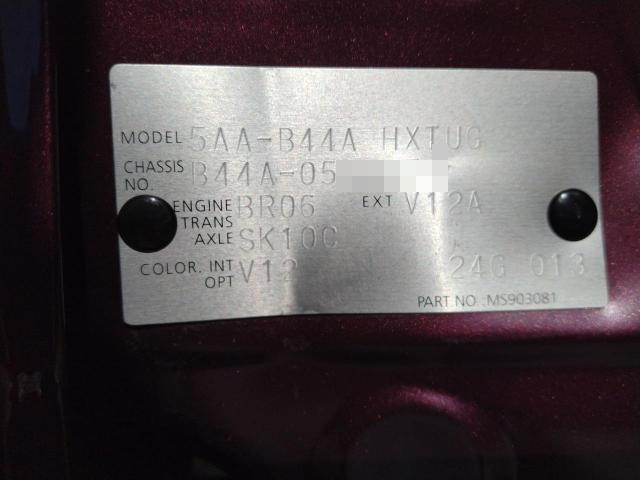 MODEL 5AA-B44A HXTUG
CHASSIS NO. B44A-05
ENGINE BR06 EXT V12A
TRANS AXLE SK10C
COLOR. INT V12 24G 013
OPT
PART NO .MS903081